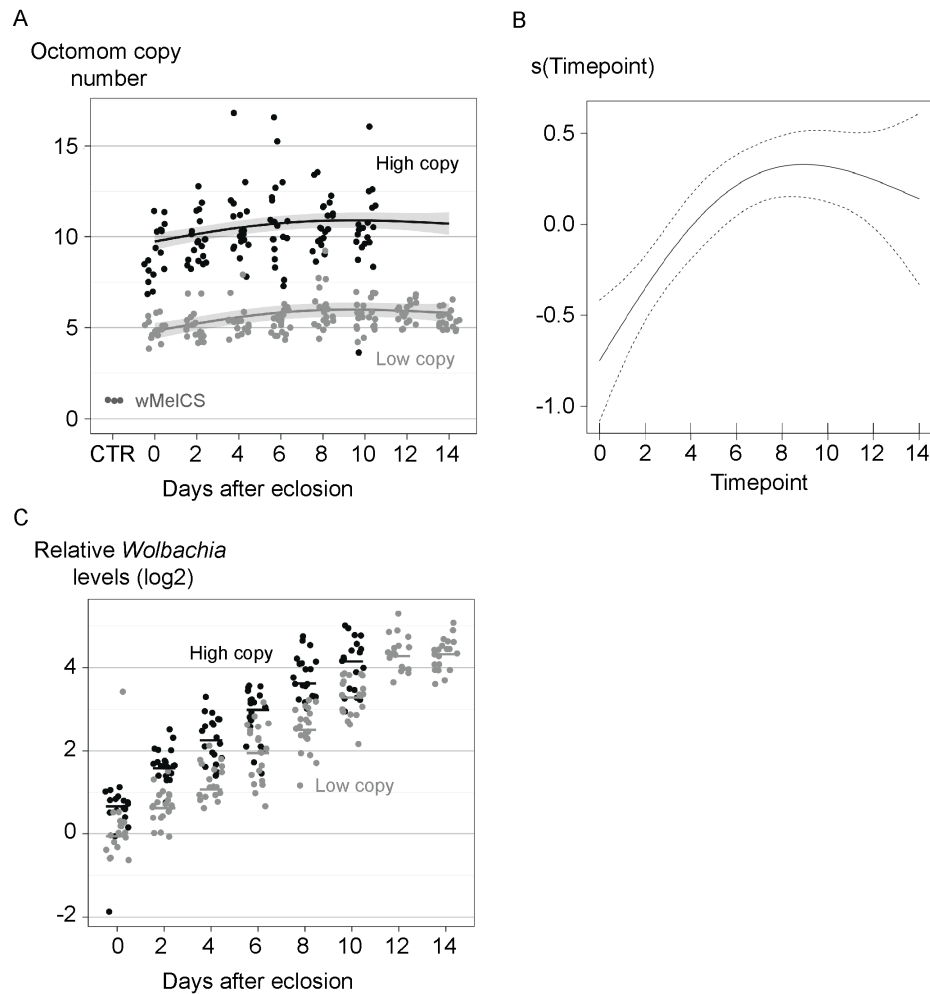 A
Octomom copy
number
15
High copy
10
5
Low copy
wMelCS
0
CTR 0 2 4 6 8 10 12 14
Days after eclosion
B
s(Timepoint)
0.5
0.0
-0.5
-1.0
0 2 4 6 8 10 12 14
Timepoint
C
Relative Wolbachia
levels (log2)
High copy
4
2
Low copy
0
-2
0 2 4 6 8 10 12 14
Days after eclosion